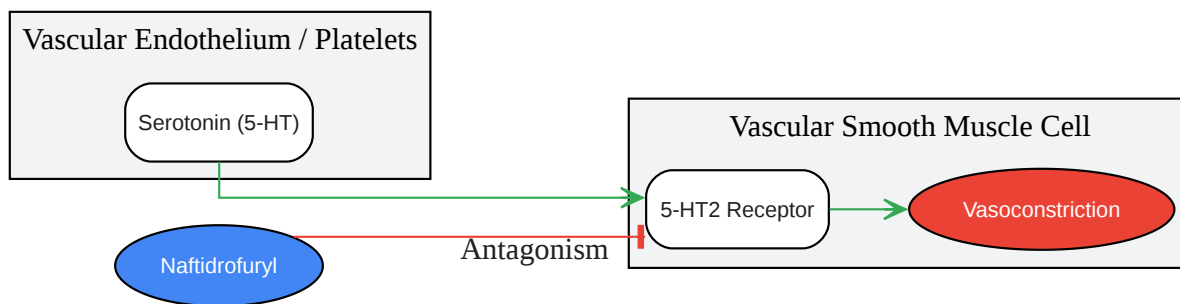 Vascular Endothelium / Platelets
Serotonin (5-HT)
Vascular Smooth Muscle Cell
5-HT2 Receptor
Vasoconstriction
Antagonism
Naftidrofuryl